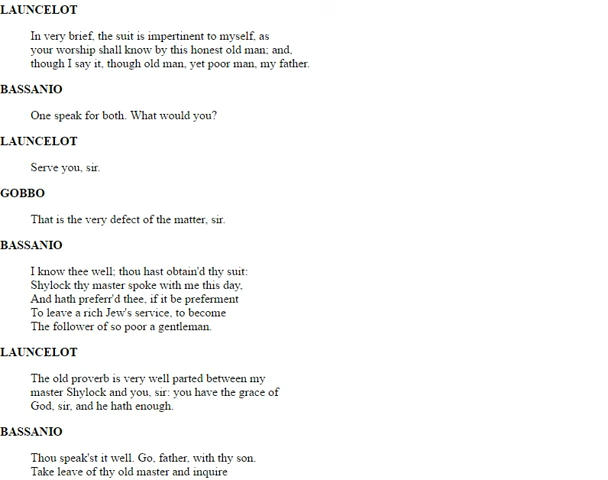 LAUNCELOT
In very brief, the suit is impertinent to myself, as
your worship shall know by this honest old man; and,
though I say it, though old man, yet poor man, my father.
BASSANIO
One speak for both. What would you?
LAUNCELOT
Serve you, sir.
GOBBO
That is the very defect of the matter, sir.
BASSANIO
I know thee well; thou hast obtain'd thy suit:
Shylock thy master spoke with me this day,
And hath preferr'd thee, if it be preferment
To leave a rich Jew's service, to become
The follower of so poor a gentleman.
LAUNCELOT
The old proverb is very well parted between my
master Shylock and you, sir: you have the grace of
God, sir, and he hath enough.
BASSANIO
Thou speak'st it well. Go, father, with thy son.
Take leave of thy old master and inquire